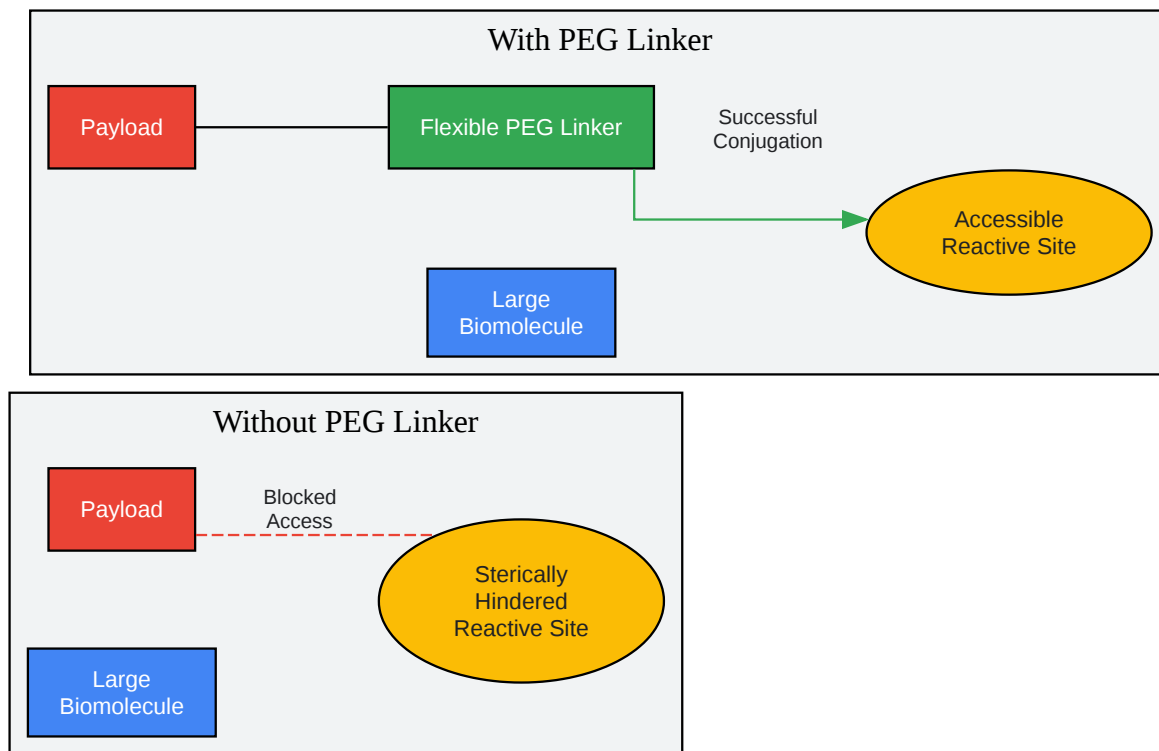 With PEG Linker
Payload
Flexible PEG Linker
Successful
Conjugation
Accessible
Reactive Site
Large
Biomolecule
Without PEG Linker
Payload
Blocked
Access
Sterically
Hindered
Reactive Site
Large
Biomolecule